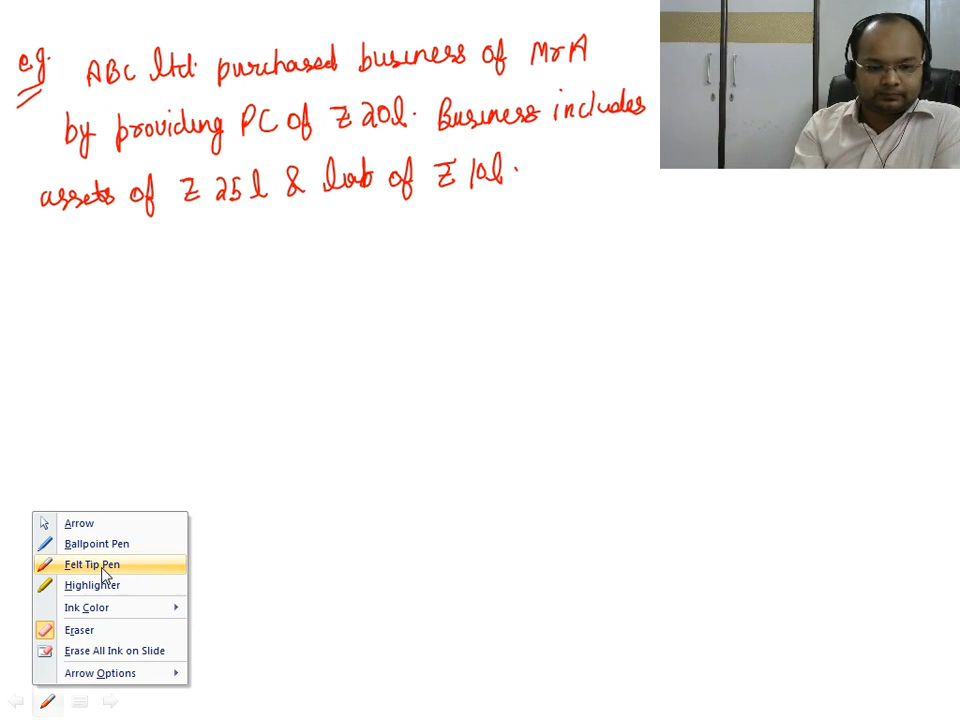 e.g. ABC ltd. purchased business of Mr A
by providing PC of ₹ 20l. Business includes
assets of ₹ 25 l & liab of ₹ 10l.
Arrow
Ballpoint Pen
Felt Tip Pen
Highlighter
Ink Color
Eraser
Erase All Ink on Slide
Arrow Options